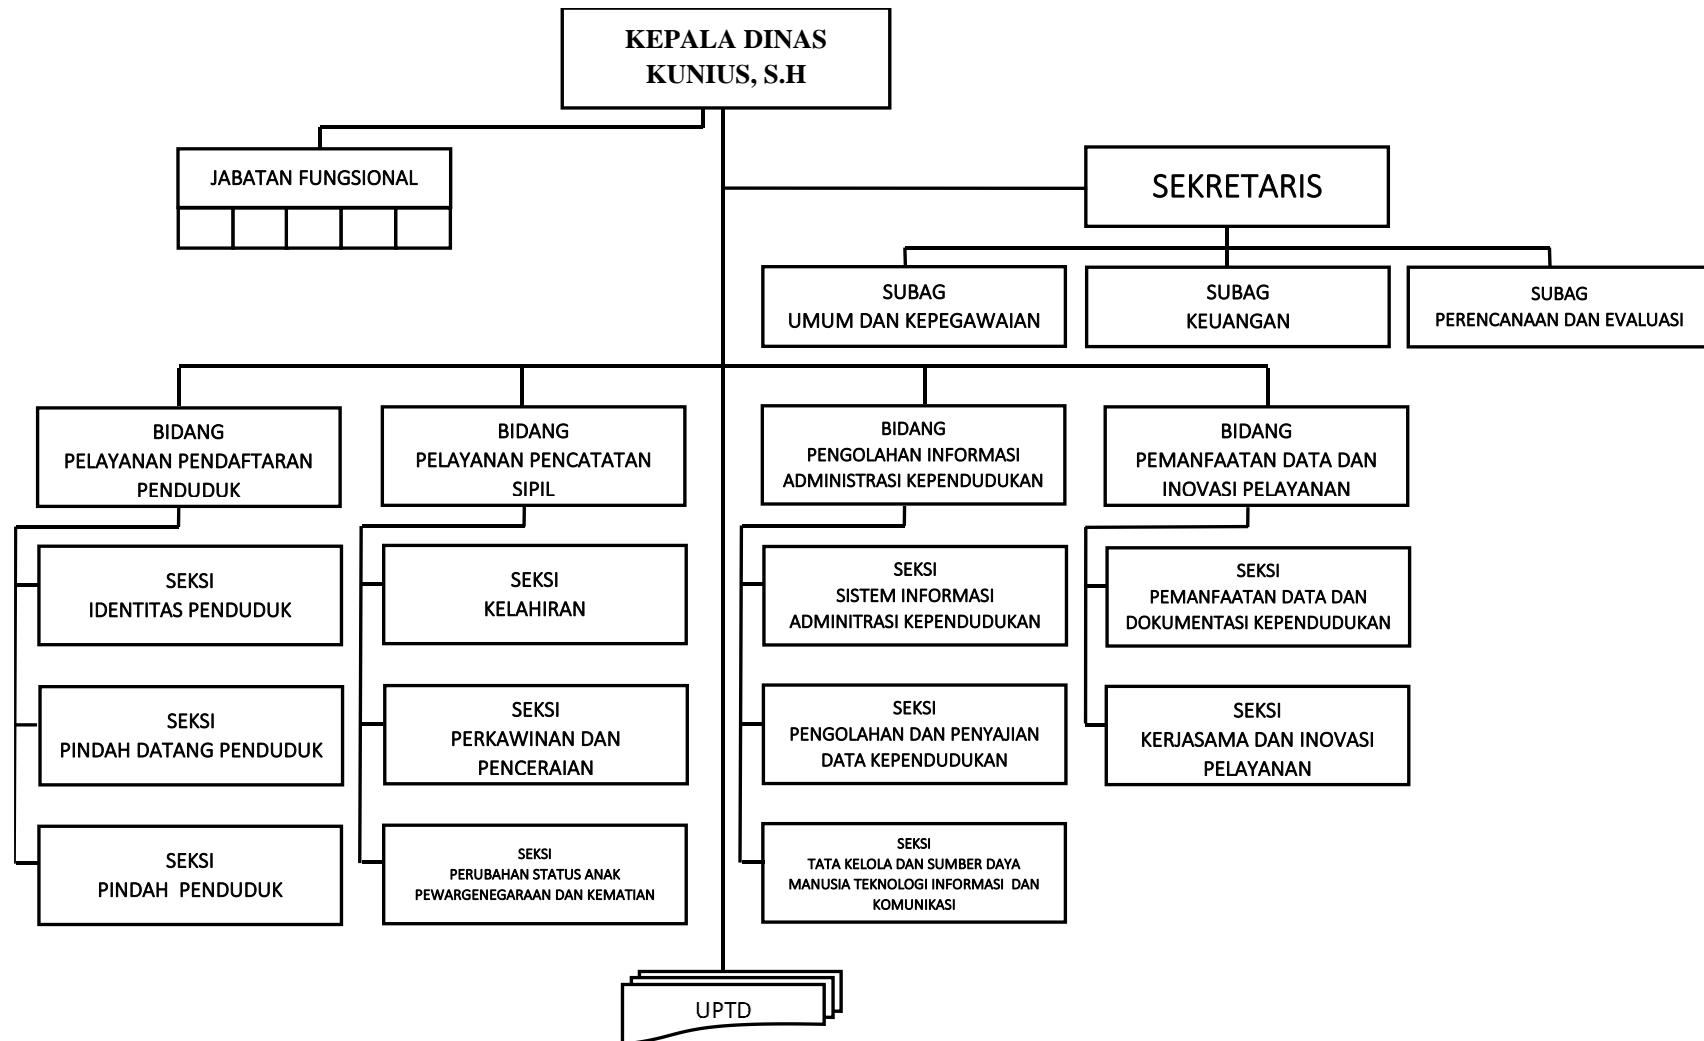 KEPALA DINAS
KUNIUS, S.H
JABATAN FUNGSIONAL
SEKRETARIS
SUBAG
UMUM DAN KEPEGAWAIAN
SUBAG
KEUANGAN
SUBAG
PERENCANAAN DAN EVALUASI
BIDANG
PELAYANAN PENDAFTARAN
PENDUDUK
BIDANG
PELAYANAN PENCATATAN
SIPIL
BIDANG
PENGOLAHAN INFORMASI
ADMINISTRASI KEPENDUDUKAN
BIDANG
PEMANFAATAN DATA DAN
INOVASI PELAYANAN
SEKSI
IDENTITAS PENDUDUK
SEKSI
KELAHIRAN
SEKSI
SISTEM INFORMASI
ADMINITRASI KEPENDUDUKAN
SEKSI
PEMANFAATAN DATA DAN
DOKUMENTASI KEPENDUDUKAN
SEKSI
PINDAH DATANG PENDUDUK
SEKSI
PERKAWINAN DAN
PENCERAIAN
SEKSI
PENGOLAHAN DAN PENYAJIAN
DATA KEPENDUDUKAN
SEKSI
KERJASAMA DAN INOVASI
PELAYANAN
SEKSI
PINDAH  PENDUDUK
SEKSI
PERUBAHAN STATUS ANAK
PEWARGENEGARAAN DAN KEMATIAN
SEKSI
TATA KELOLA DAN SUMBER DAYA
MANUSIA TEKNOLOGI INFORMASI  DAN
KOMUNIKASI
UPTD